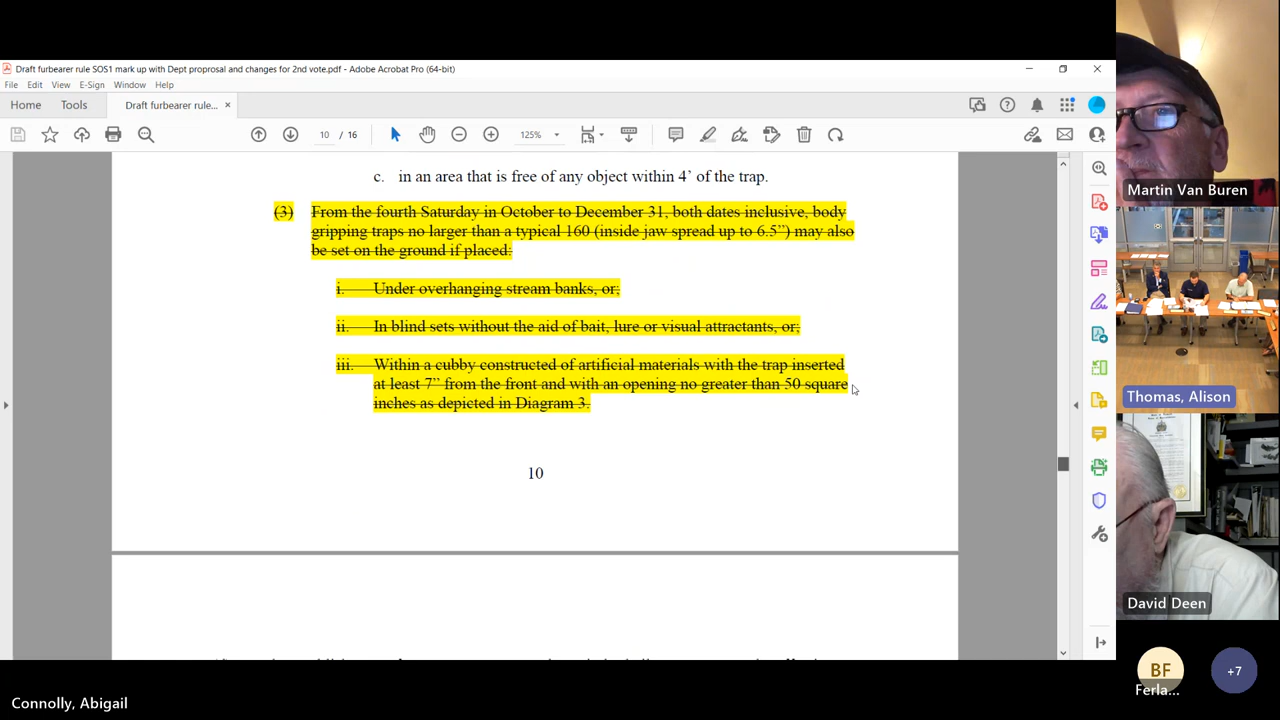 Draft furbearer rule SOS1 mark up with Dept proprosal and changes for 2nd vote.pdf - Adobe Acrobat Pro (64-bit)
File Edit View E-Sign Window Help
Home Tools Draft furbearer rule... ×
10 / 16 125%
c. in an area that is free of any object within 4’ of the trap.
(3) From the fourth Saturday in October to December 31, both dates inclusive, body
gripping traps no larger than a typical 160 (inside jaw spread up to 6.5”) may also
be set on the ground if placed:
i. Under overhanging stream banks, or;
ii. In blind sets without the aid of bait, lure or visual attractants, or;
iii. Within a cubby constructed of artificial materials with the trap inserted
at least 7” from the front and with an opening no greater than 50 square
inches as depicted in Diagram 3.
10
Martin Van Buren
Thomas, Alison
David Deen
BF
Ferla...
+7
Connolly, Abigail